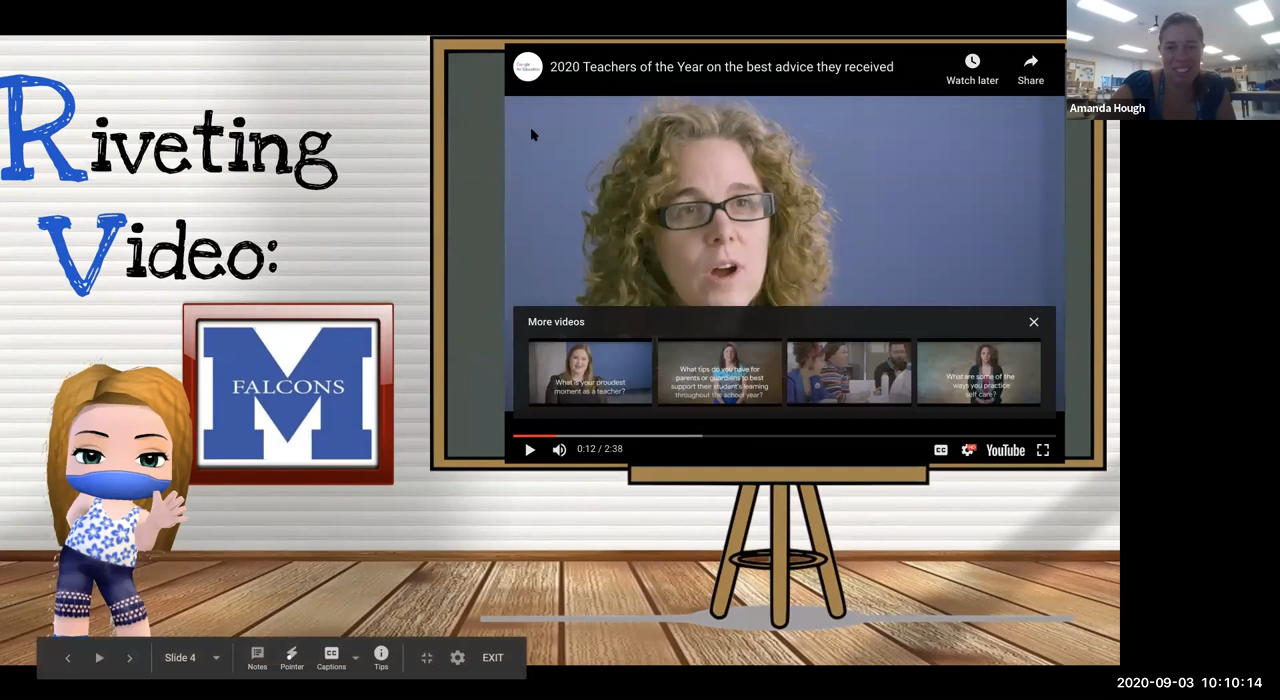 Riveting
Video:
FALCONS
2020 Teachers of the Year on the best advice they received
Watch later
Share
Amanda Hough
More videos
What is your proudest
moment as a teacher?
What tips do you have for
parents or guardians to best
support their student's learning
throughout the school year?
What are some of the
ways you practice
self care?
0:12 / 2:38
CC
HD
YouTube
Slide 4
Notes
Pointer
CC
Captions
Tips
EXIT
2020-09-03 10:10:14